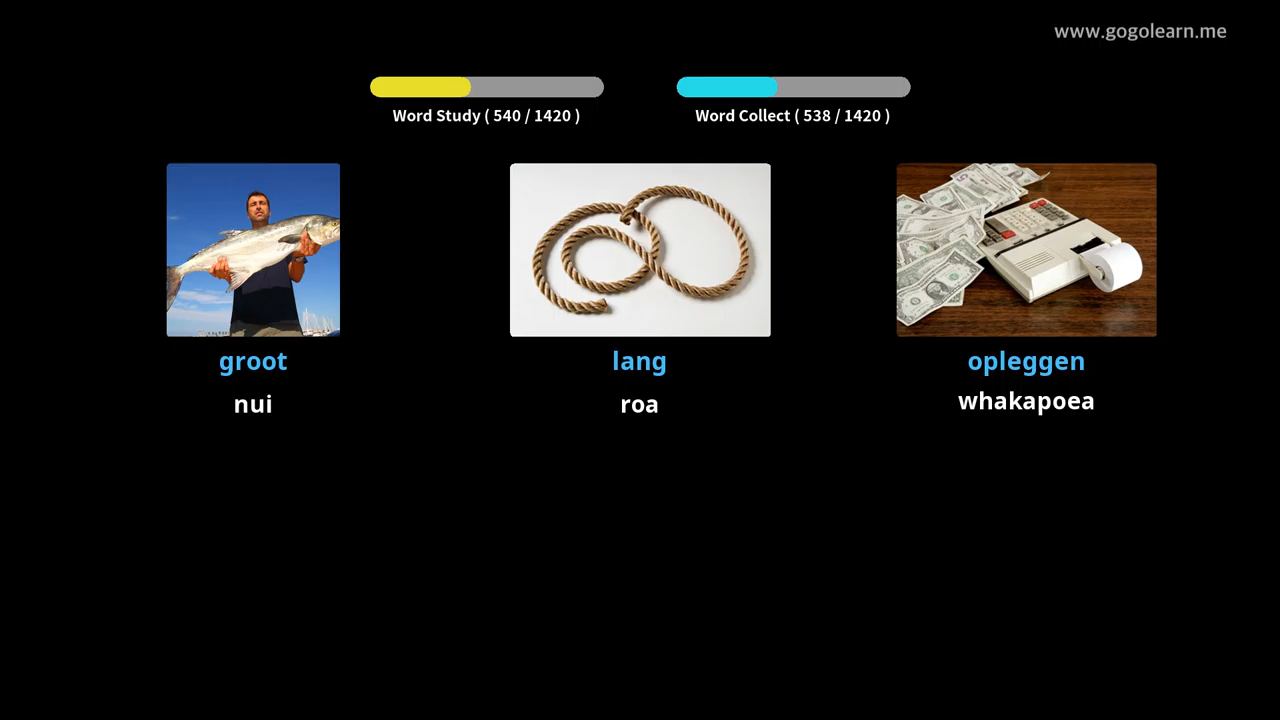 www.gogolearn.me
Word Study ( 540 / 1420 )
Word Collect ( 538 / 1420 )
groot
lang
opleggen
nui
roa
whakapoea